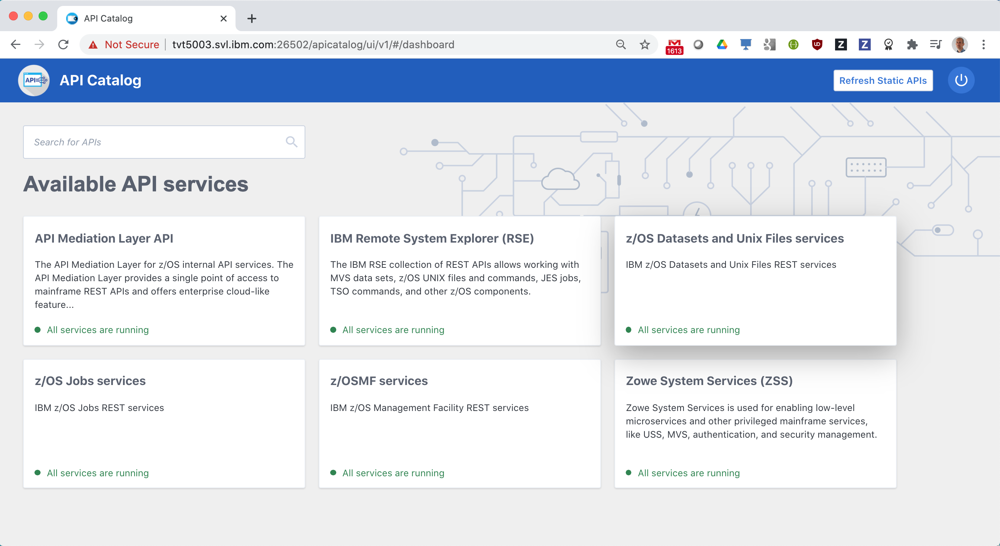 API Catalog
Not Secure
tvt5003.svl.ibm.com:26502/apicatalog/ui/v1/#/dashboard
1613
API
API Catalog
Refresh Static APIs
Search for APIs
Available API services
API Mediation Layer API
The API Mediation Layer for z/OS internal API services. The
API Mediation Layer provides a single point of access to
mainframe REST APIs and offers enterprise cloud-like
feature...
All services are running
IBM Remote System Explorer (RSE)
The IBM RSE collection of REST APIs allows working with
MVS data sets, z/OS UNIX files and commands, JES jobs,
TSO commands, and other z/OS components.
All services are running
z/OS Datasets and Unix Files services
IBM z/OS Datasets and Unix Files REST services
All services are running
z/OS Jobs services
IBM z/OS Jobs REST services
All services are running
z/OSMF services
IBM z/OS Management Facility REST services
All services are running
Zowe System Services (ZSS)
Zowe System Services is used for enabling low-level
microservices and other privileged mainframe services,
like USS, MVS, authentication, and security management.
All services are running